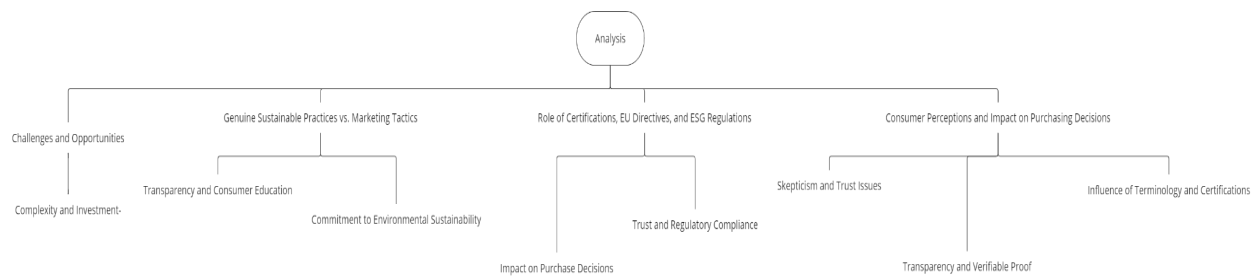 Analysis
Genuine Sustainable Practices vs. Marketing Tactics
Role of Certifications, EU Directives, and ESG Regulations
Consumer Perceptions and Impact on Purchasing Decisions
Challenges and Opportunities
Transparency and Consumer Education
Skepticism and Trust Issues
Influence of Terminology and Certifications
Complexity and Investment-
Commitment to Environmental Sustainability
Trust and Regulatory Compliance
Impact on Purchase Decisions
Transparency and Verifiable Proof